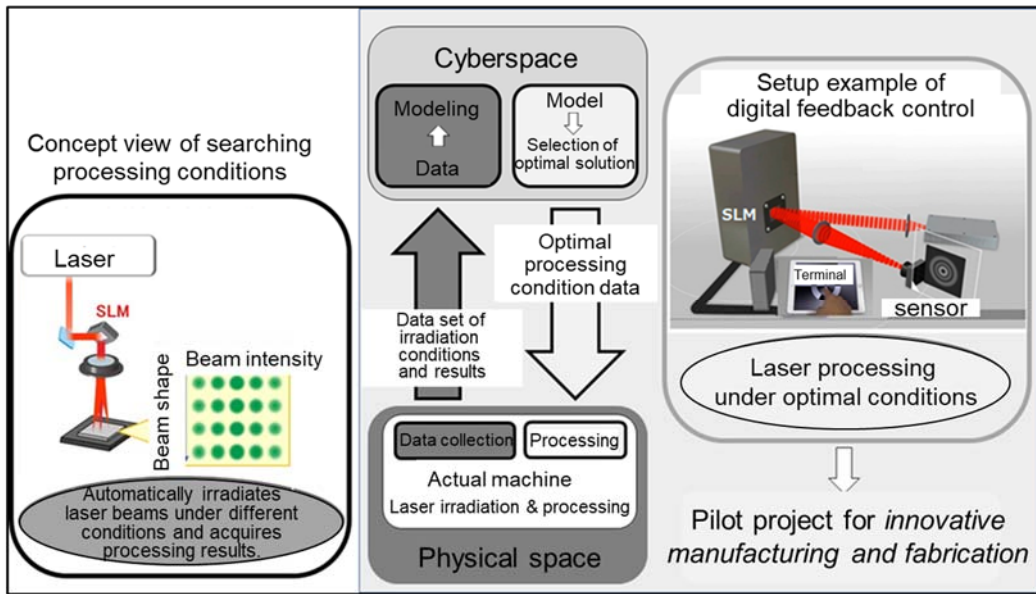 Concept view of searching
processing conditions
Laser
SLM
Beam intensity
Beam shape
Automatically irradiates
laser beams under different
conditions and acquires
processing results.
Cyberspace
Modeling
Data
Model
Selection of
optimal solution
Data set of
irradiation
conditions
and results
Optimal
processing
condition data
Data collection
Processing
Actual machine
Laser irradiation & processing
Physical space
Setup example of
digital feedback control
SLM
Terminal
sensor
Laser processing
under optimal conditions
Pilot project for innovative
manufacturing and fabrication